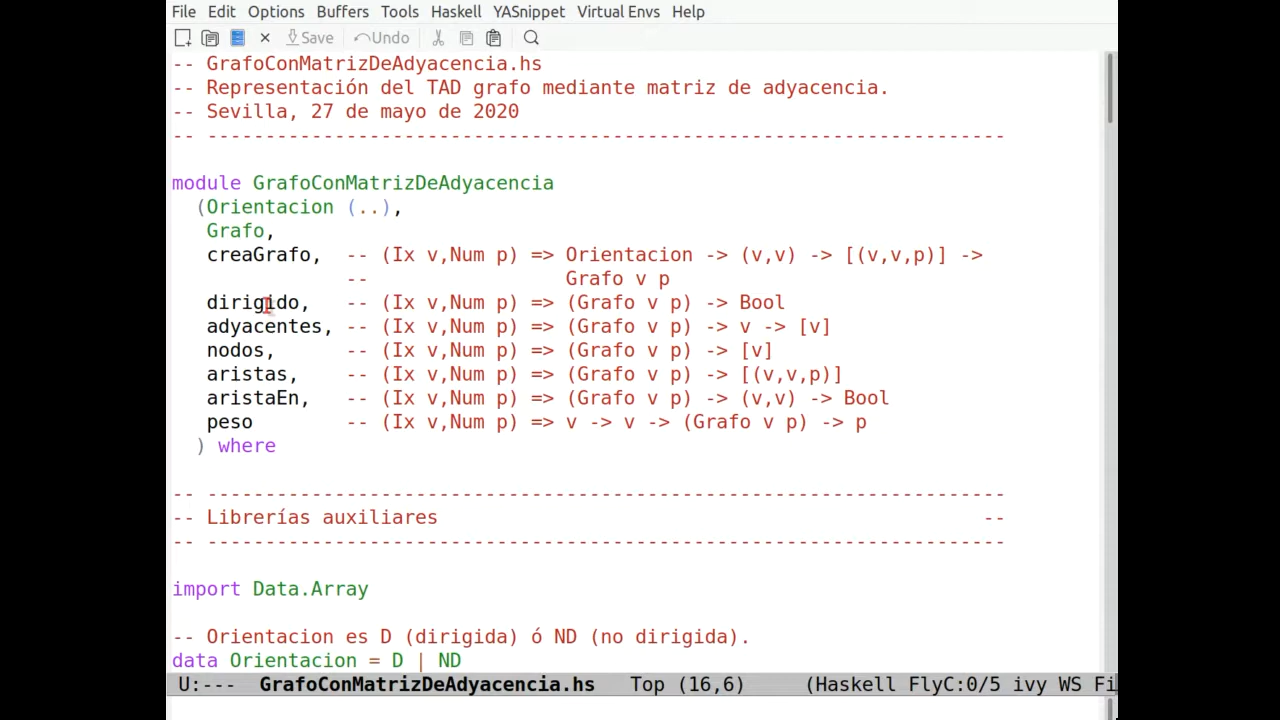 File Edit Options Buffers Tools Haskell YASnippet Virtual Envs Help
Save Undo
-- GrafoConMatrizDeAdyacencia.hs
-- Representación del TAD grafo mediante matriz de adyacencia.
-- Sevilla, 27 de mayo de 2020
-- ---------------------------------------------------------------------
module GrafoConMatrizDeAdyacencia
  (Orientacion (..),
   Grafo,
   creaGrafo,  -- (Ix v,Num p) => Orientacion -> (v,v) -> [(v,v,p)] ->
               --                 Grafo v p
   dirigido,   -- (Ix v,Num p) => (Grafo v p) -> Bool
   adyacentes, -- (Ix v,Num p) => (Grafo v p) -> v -> [v]
   nodos,      -- (Ix v,Num p) => (Grafo v p) -> [v]
   aristas,    -- (Ix v,Num p) => (Grafo v p) -> [(v,v,p)]
   aristaEn,   -- (Ix v,Num p) => (Grafo v p) -> (v,v) -> Bool
   peso        -- (Ix v,Num p) => v -> v -> (Grafo v p) -> p
  ) where
-- ---------------------------------------------------------------------
-- Librerías auxiliares                                               --
-- ---------------------------------------------------------------------
import Data.Array
-- Orientacion es D (dirigida) ó ND (no dirigida).
data Orientacion = D | ND
U:--- GrafoConMatrizDeAdyacencia.hs Top (16,6) (Haskell FlyC:0/5 ivy WS Fi